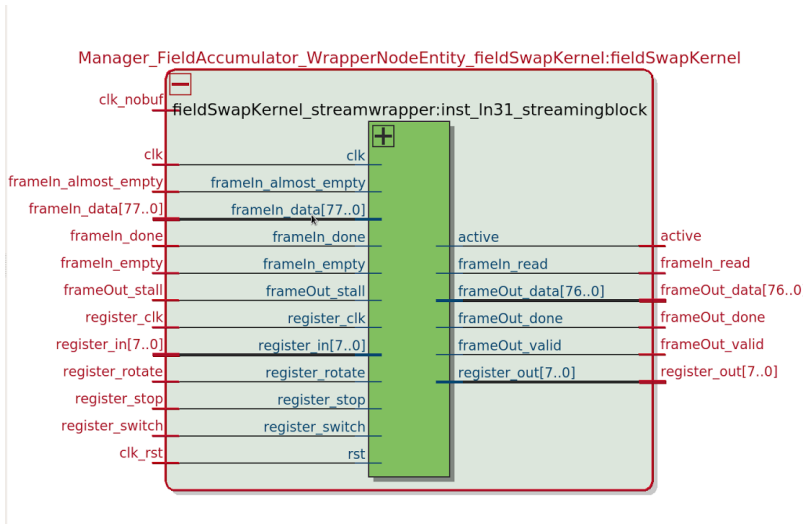 Manager_FieldAccumulator_WrapperNodeEntity_fieldSwapKernel:fieldSwapKernel
clk_nobuf
fieldSwapKernel_streamwrapper:inst_ln31_streamingblock
clk clk
frameIn_almost_empty frameIn_almost_empty
frameIn_data[77..0] frameIn_data[77..0]
frameIn_done frameIn_done active active
frameIn_empty frameIn_empty frameIn_read frameIn_read
frameOut_stall frameOut_stall frameOut_data[76..0] frameOut_data[76..0
register_clk register_clk frameOut_done frameOut_done
register_in[7..0] register_in[7..0] frameOut_valid frameOut_valid
register_rotate register_rotate register_out[7..0] register_out[7..0]
register_stop register_stop
register_switch register_switch
clk_rst rst